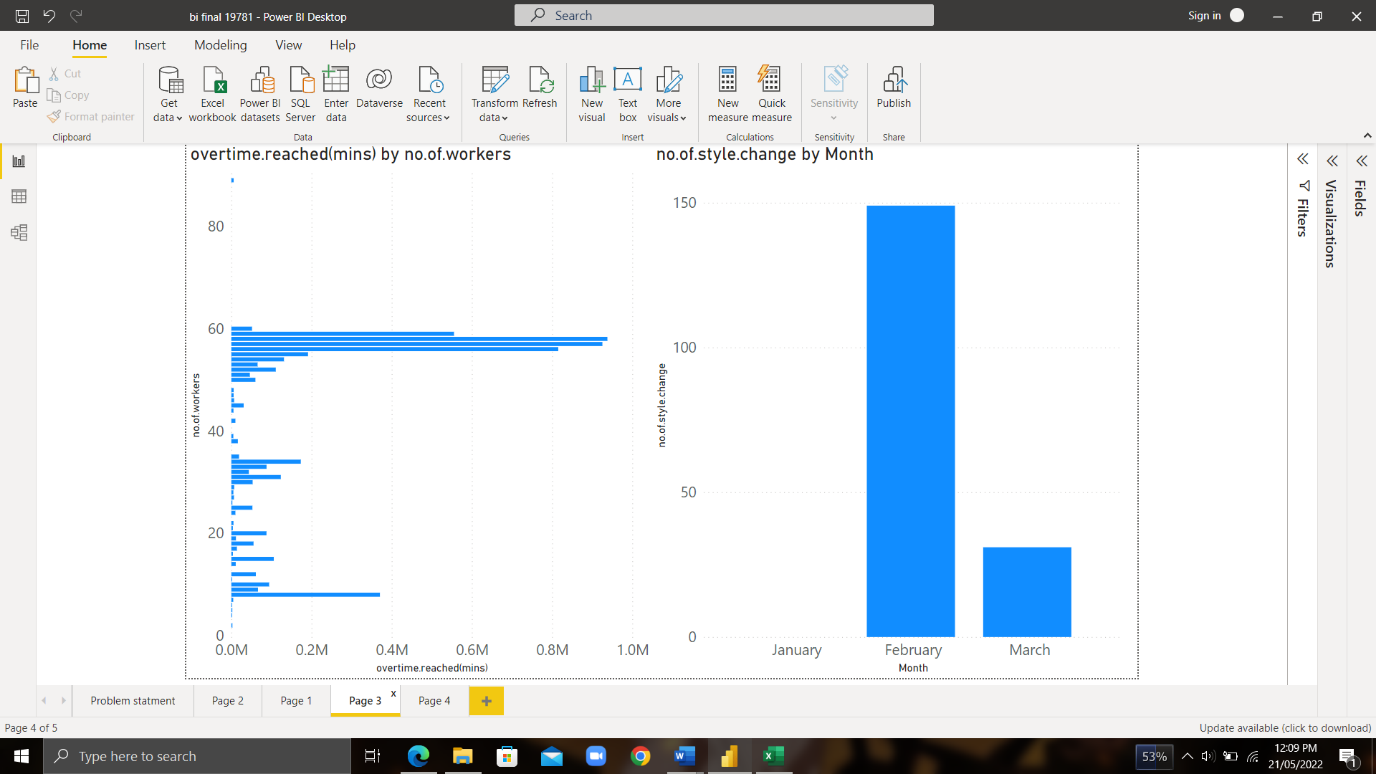 bi final 19781 - Power BI Desktop
Search
Sign in
File Home Insert Modeling View Help
Paste
Cut
Copy
Format painter
Clipboard
Get data
Excel workbook
Power BI datasets
SQL Server
Enter data
Dataverse
Recent sources
Data
Transform data
Refresh
Queries
New visual
Text box
More visuals
Insert
New measure
Quick measure
Calculations
Sensitivity
Sensitivity
Publish
Share
overtime.reached(mins) by no.of.workers
80
60
40
20
0
no.of.workers
0.0M 0.2M 0.4M 0.6M 0.8M 1.0M
overtime.reached(mins)
no.of.style.change by Month
150
100
50
0
no.of.style.change
January February March
Month
Filters
Visualizations
Fields
Problem statment Page 2 Page 1 Page 3 x Page 4 +
Page 4 of 5
Update available (click to download)
Type here to search
53%
12:09 PM
21/05/2022
1